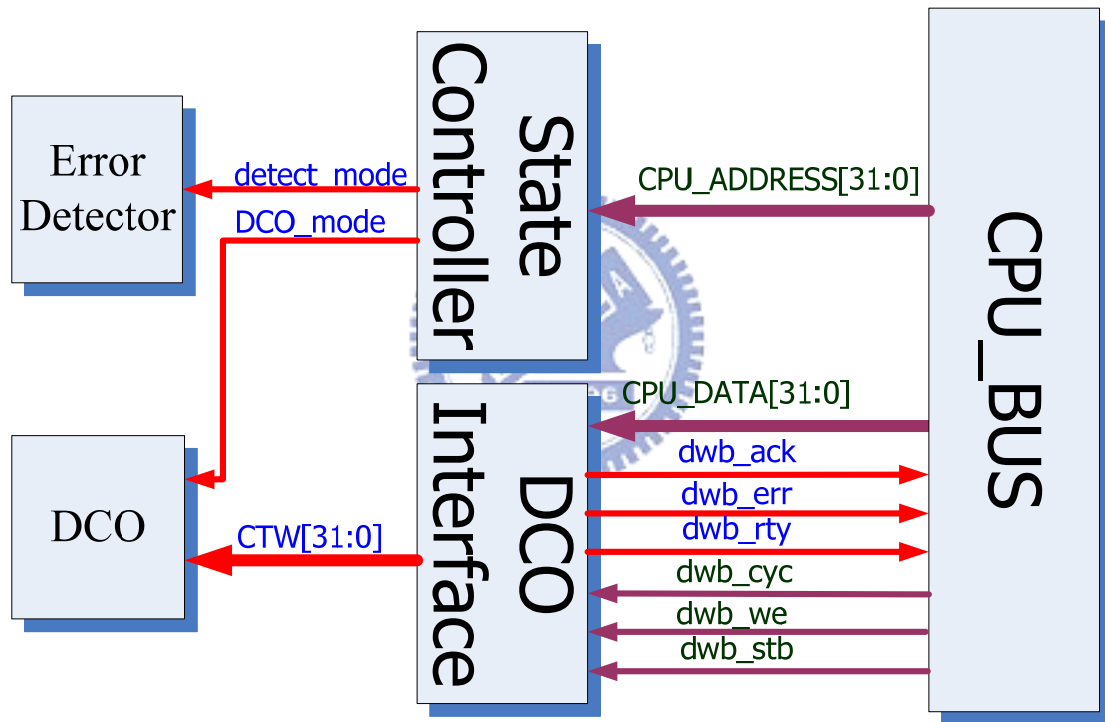 Error
Detector
detect_mode
DCO_mode
State
Controller
CPU_ADDRESS[31:0]
CPU_BUS
DCO
CTW[31:0]
DCO
Interface
CPU_DATA[31:0]
dwb_ack
dwb_err
dwb_rty
dwb_cyc
dwb_we
dwb_stb